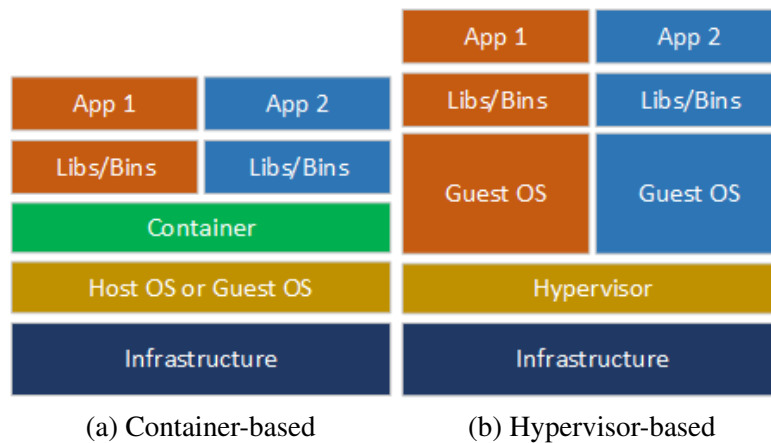 App 1 App 2
Libs/Bins Libs/Bins
Container
Host OS or Guest OS
Infrastructure
(a) Container-based
App 1 App 2
Libs/Bins Libs/Bins
Guest OS Guest OS
Hypervisor
Infrastructure
(b) Hypervisor-based